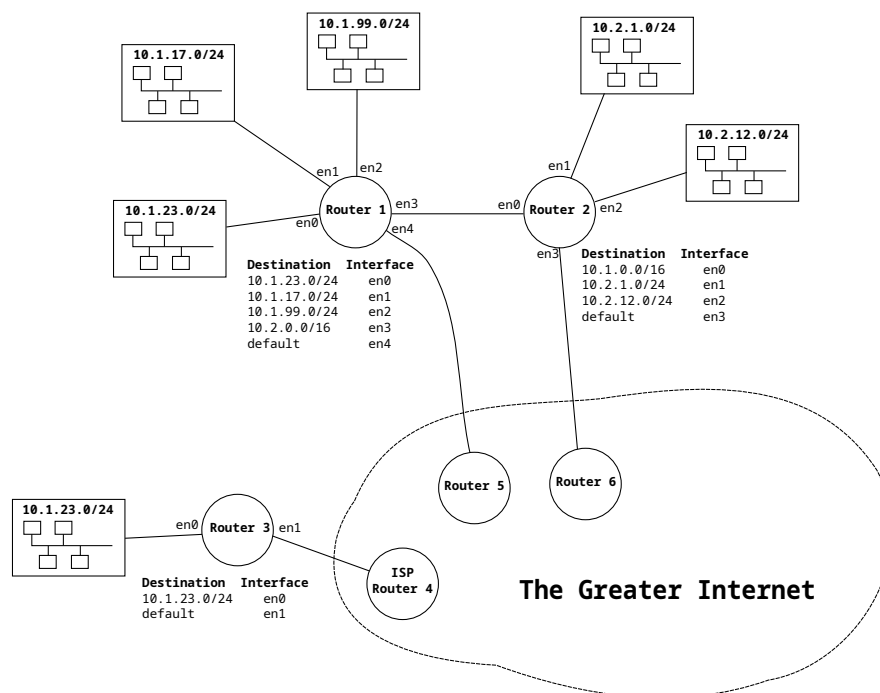 10.1.99.0/24
10.2.1.0/24
10.1.17.0/24
10.2.12.0/24
en1
en2
en1
10.1.23.0/24
en0
Router 1
en3
en4
en0
Router 2
en2
en3
Destination Interface
10.1.23.0/24 en0
10.1.17.0/24 en1
10.1.99.0/24 en2
10.2.0.0/16 en3
default en4
Destination Interface
10.1.0.0/16 en0
10.2.1.0/24 en1
10.2.12.0/24 en2
default en3
Router 5
Router 6
10.1.23.0/24
en0
Router 3
en1
Destination Interface
10.1.23.0/24 en0
default en1
ISP
Router 4
The Greater Internet